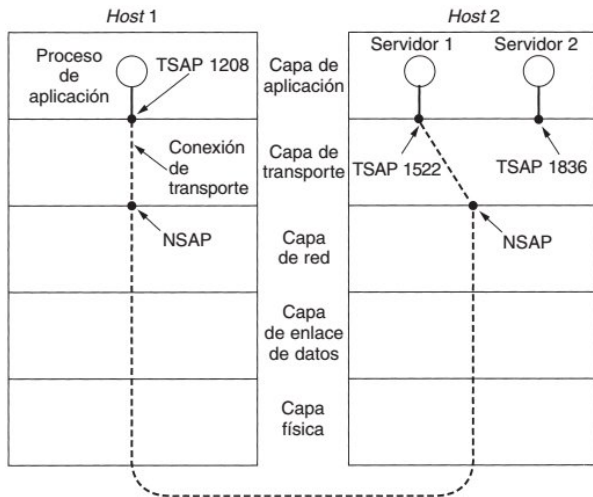 Host 1
Host 2
Proceso
de
aplicación
TSAP 1208
Capa de
aplicación
Servidor 1
Servidor 2
Conexión
de
transporte
Capa de
transporte
TSAP 1522
TSAP 1836
NSAP
Capa
de red
NSAP
Capa
de enlace
de datos
Capa
física